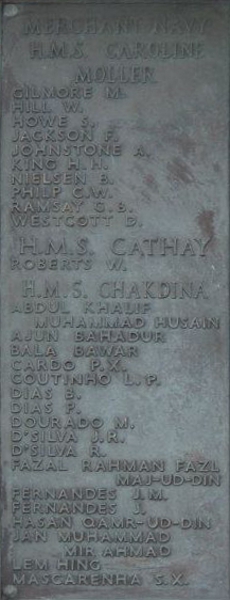 MERCHANT NAVY
H.M.S. CAROLINE
MOLLER
GILMORE M.
HILL W.
HOWE S.
JACKSON F.
JOHNSTONE A.
KING H. H.
NIELSEN B.
PHILP C.W.
RAMSAY G.B.
WESTCOTT D.
H.M.S. CATHAY
ROBERTS W.
H.M.S. CHAKDINA
ABDUL KHALIF
MUHAMMAD HUSAIN
AJUN BAHADUR
BALA BAWAR
CARDO P.X.
COUTINHO L.P.
DIAS B.
DIAS P.
DOURADO M.
D'SILVA J.R.
D'SILVA R.
FAZAL RAHMAN FAZL
MAJ-UD-DIN
FERNANDES J.M.
FERNANDES J.
HASAN QAMR-UD-DIN
JAN MUHAMMAD
MIR AHMAD
LEM HING
MASCARENHA S.X.